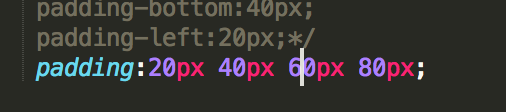 padding-bottom:40px;
padding-left:20px;*/
padding:20px 40px 60px 80px;